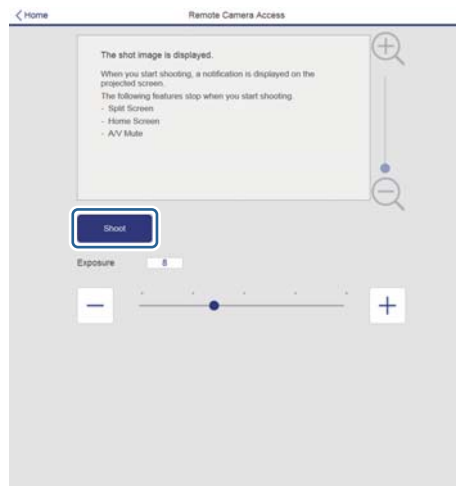 Home
Remote Camera Access
The shot image is displayed.
When you start shooting, a notification is displayed on the
projected screen.
The following features stop when you start shooting.
- Split Screen
- Home Screen
- A/V Mute
Shoot
Exposure 8